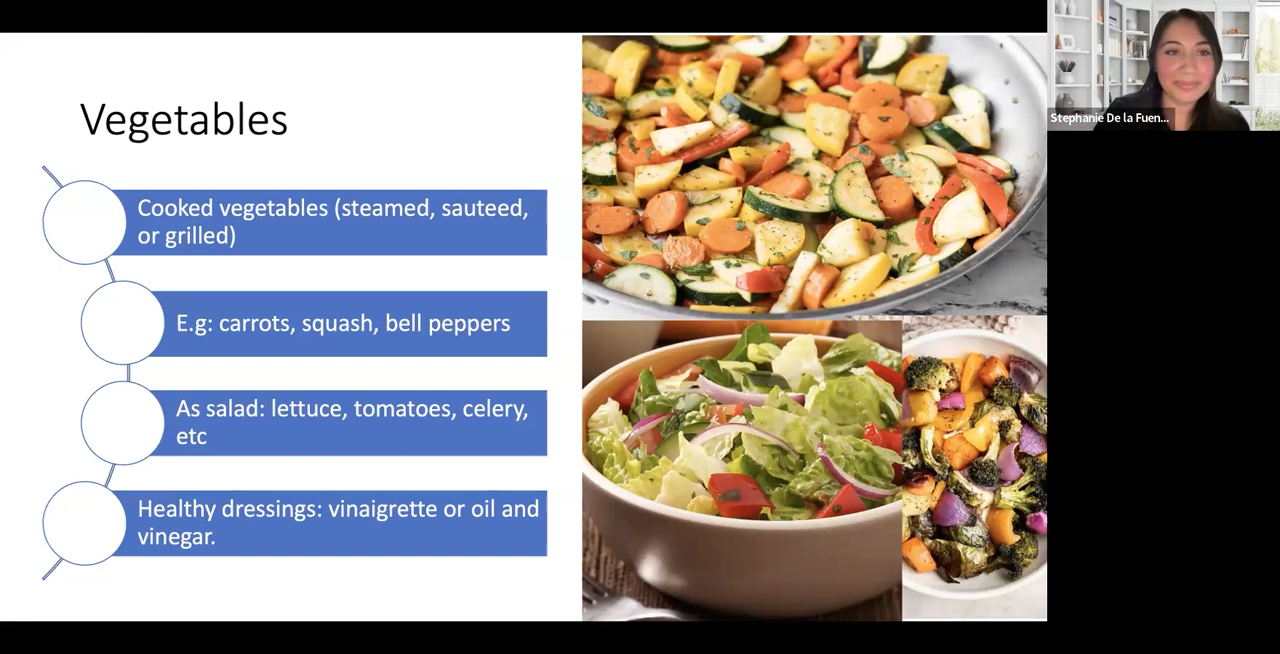 Vegetables
Cooked vegetables (steamed, sauteed,
or grilled)
E.g: carrots, squash, bell peppers
As salad: lettuce, tomatoes, celery,
etc
Healthy dressings: vinaigrette or oil and
vinegar.
Stephanie De la Fuen...